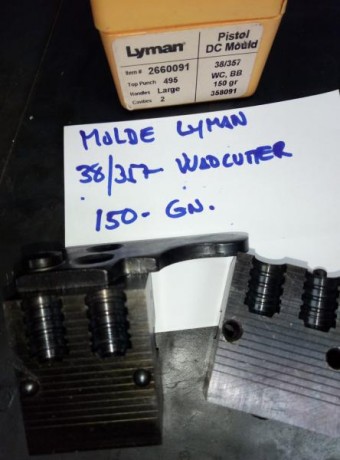 Lyman®
Pistol
DC Mould
Item # 2660091
38/357
Top Punch 495
WC, BB
Handles Large
150 gr
Cavities 2
358091
MOLDE LYMAN
38/357 WADCUTTER
150- GN.